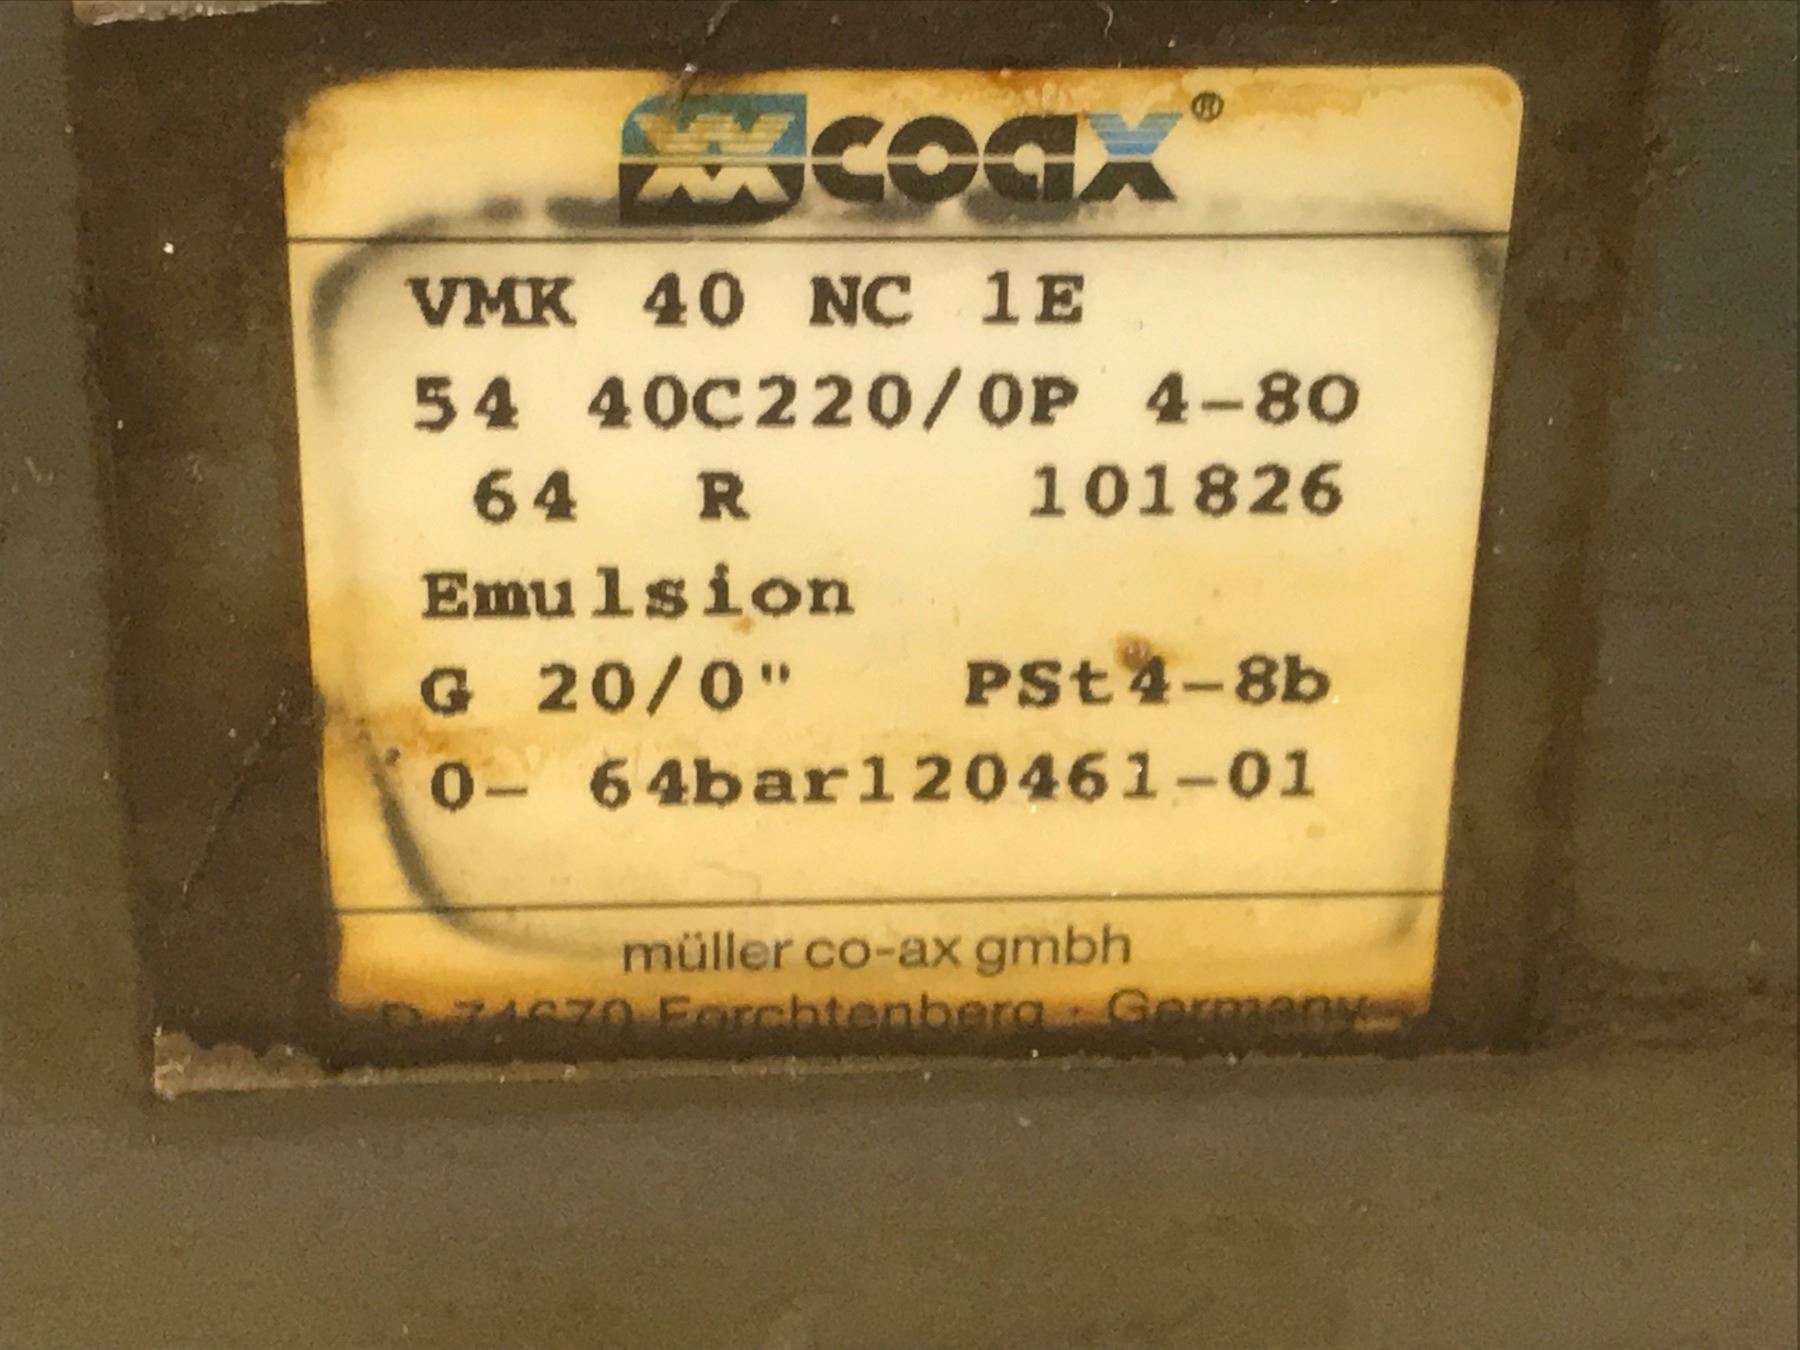 coax®
VMK 40 NC 1E
54 40C220/0P 4-80
64 R 101826
Emulsion
G 20/0" PSt4-8b
0- 64bar120461-01
müller co-ax gmbh
D-74670 Forchtenberg · Germany